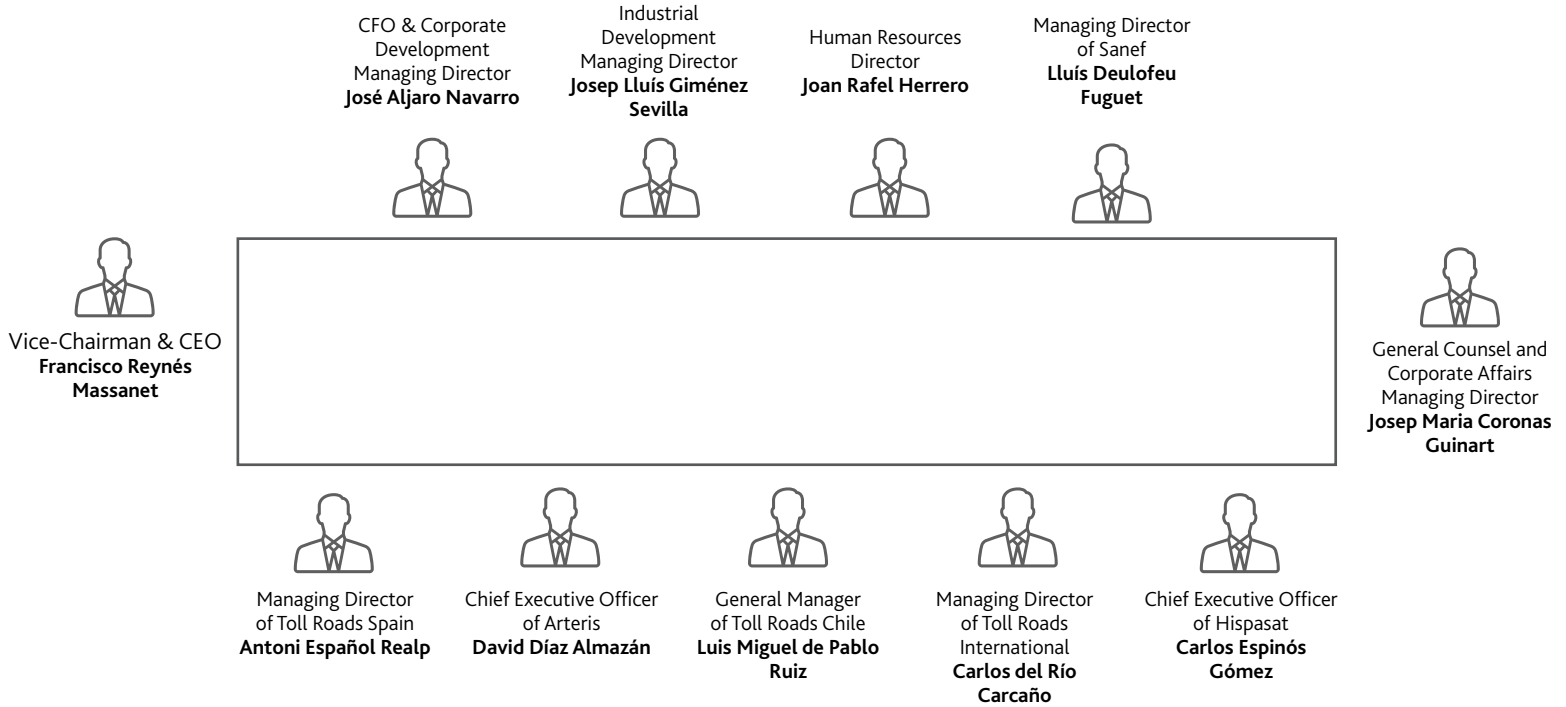 CFO & Corporate
Development
Managing Director
José Aljaro Navarro
Industrial
Development
Managing Director
Josep Lluís Giménez
Sevilla
Human Resources
Director
Joan Rafel Herrero
Managing Director
of Sanef
Lluís Deulofeu
Fuguet
Vice-Chairman & CEO
Francisco Reynés
Massanet
General Counsel and
Corporate Affairs
Managing Director
Josep Maria Coronas
Guinart
Managing Director
of Toll Roads Spain
Antoni Español Realp
Chief Executive Officer
of Arteris
David Díaz Almazán
General Manager
of Toll Roads Chile
Luis Miguel de Pablo
Ruiz
Managing Director
of Toll Roads
International
Carlos del Río
Carcaño
Chief Executive Officer
of Hispasat
Carlos Espinós
Gómez